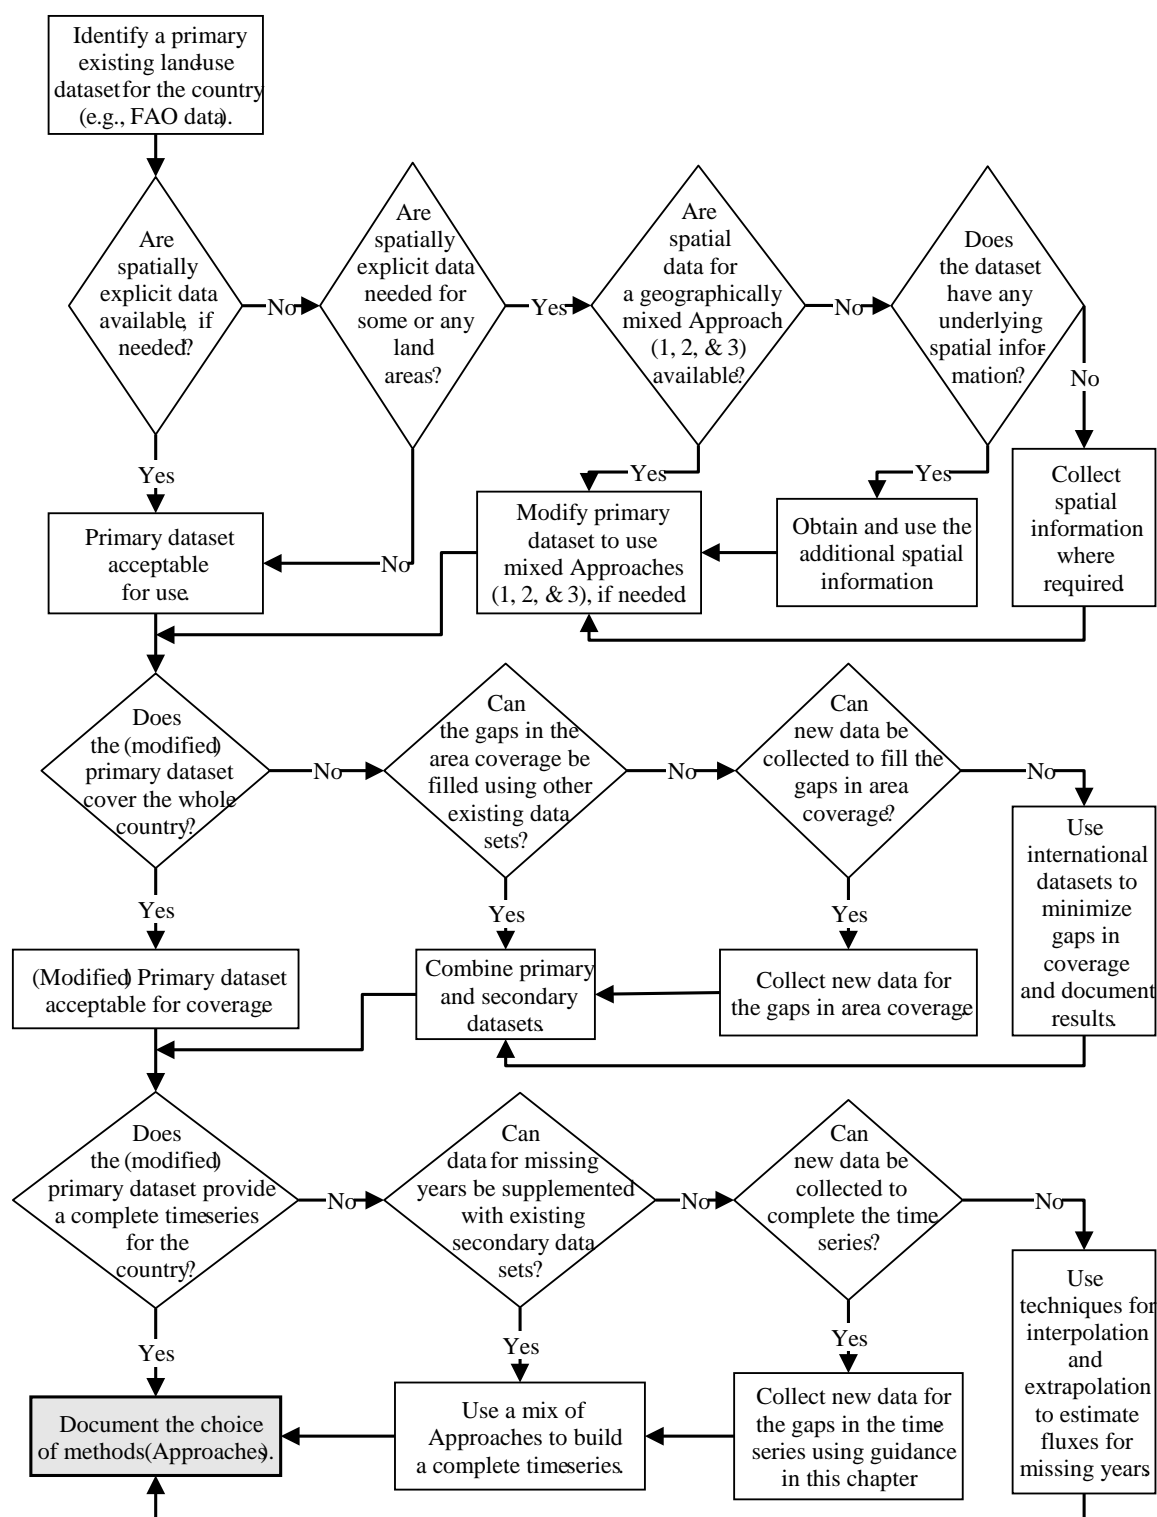 Identify a primary
existing land-use
dataset for the country
(e.g., FAO data).
Are
spatially
explicit data
available, if
needed?
No
Are
spatially
explicit data
needed for
some or any
land
areas?
Yes
Are
spatial
data for
a geographically
mixed Approach
(1, 2, & 3)
available?
No
Does
the dataset
have any
underlying
spatial infor-
mation?
No
Yes
No
Yes
Yes
Primary dataset
acceptable
for use.
Modify primary
dataset to use
mixed Approaches
(1, 2, & 3), if needed.
Obtain and use the
additional spatial
information
Collect
spatial
information
where
required.
Does
the (modified)
primary dataset
cover the whole
country?
No
Can
the gaps in the
area coverage be
filled using other
existing data
sets?
No
Can
new data be
collected to fill the
gaps in area
coverage?
No
Yes
Yes
Yes
(Modified) Primary dataset
acceptable for coverage.
Combine primary
and secondary
datasets.
Collect new data for
the gaps in area coverage.
Use
international
datasets to
minimize
gaps in
coverage
and document
results.
Does
the (modified)
primary dataset provide
a complete timeseries
for the
country?
No
Can
data for missing
years be supplemented
with existing
secondary data
sets?
No
Can
new data be
collected to
complete the time
series?
No
Yes
Yes
Yes
Document the choice
of methods (Approaches).
Use a mix of
Approaches to build
a complete timeseries.
Collect new data for
the gaps in the time-
series using guidance
in this chapter
Use
techniques for
interpolation
and
extrapolation
to estimate
fluxes for
missing years.